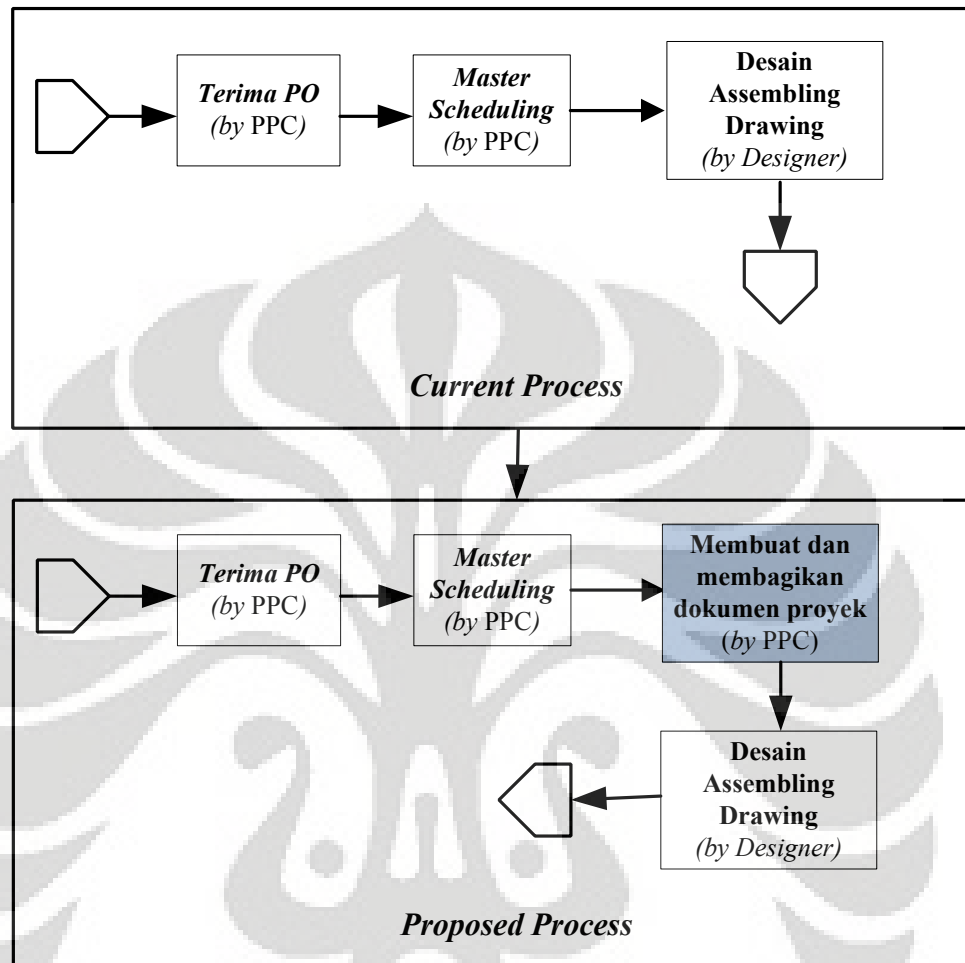 Terima PO
(by PPC)
Master
Scheduling
(by PPC)
Desain
Assembling
Drawing
(by Designer)
Current Process
Terima PO
(by PPC)
Master
Scheduling
(by PPC)
Membuat dan
membagikan
dokumen proyek
(by PPC)
Desain
Assembling
Drawing
(by Designer)
Proposed Process